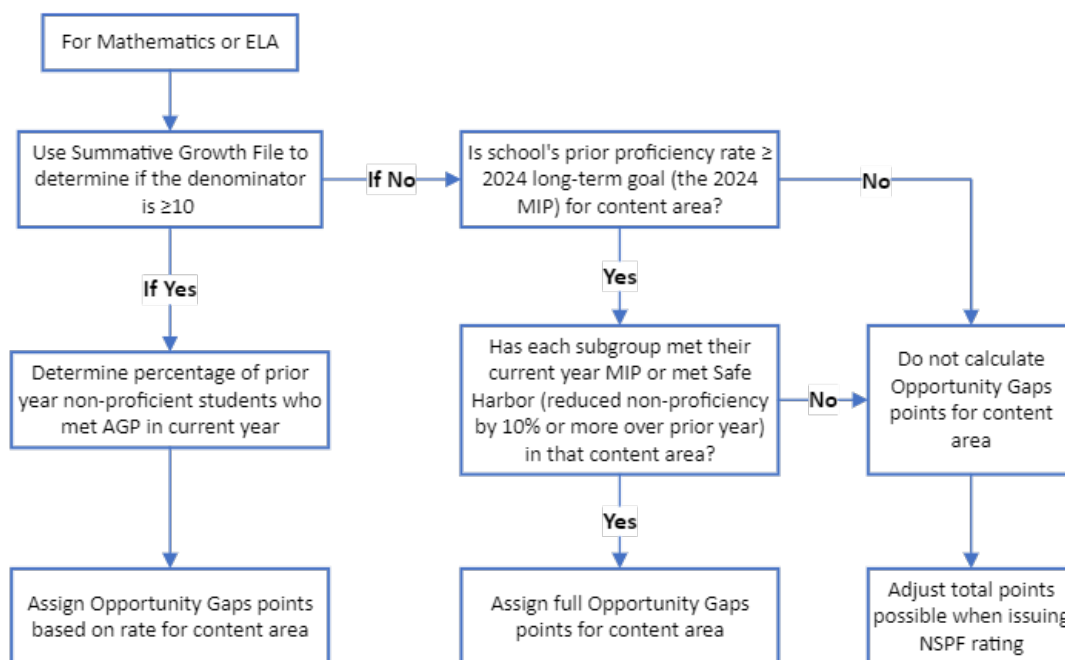 For Mathematics or ELA
Use Summative Growth File to
determine if the denominator
is ≥10
If No
Is school's prior proficiency rate ≥
2024 long-term goal (the 2024
MIP) for content area?
No
If Yes
Yes
Determine percentage of prior
year non-proficient students who
met AGP in current year
Has each subgroup met their
current year MIP or met Safe
Harbor (reduced non-proficiency
by 10% or more over prior year)
in that content area?
No
Do not calculate
Opportunity Gaps
points for content
area
Yes
Assign Opportunity Gaps points
based on rate for content area
Assign full Opportunity Gaps
points for content area
Adjust total points
possible when issuing
NSPF rating